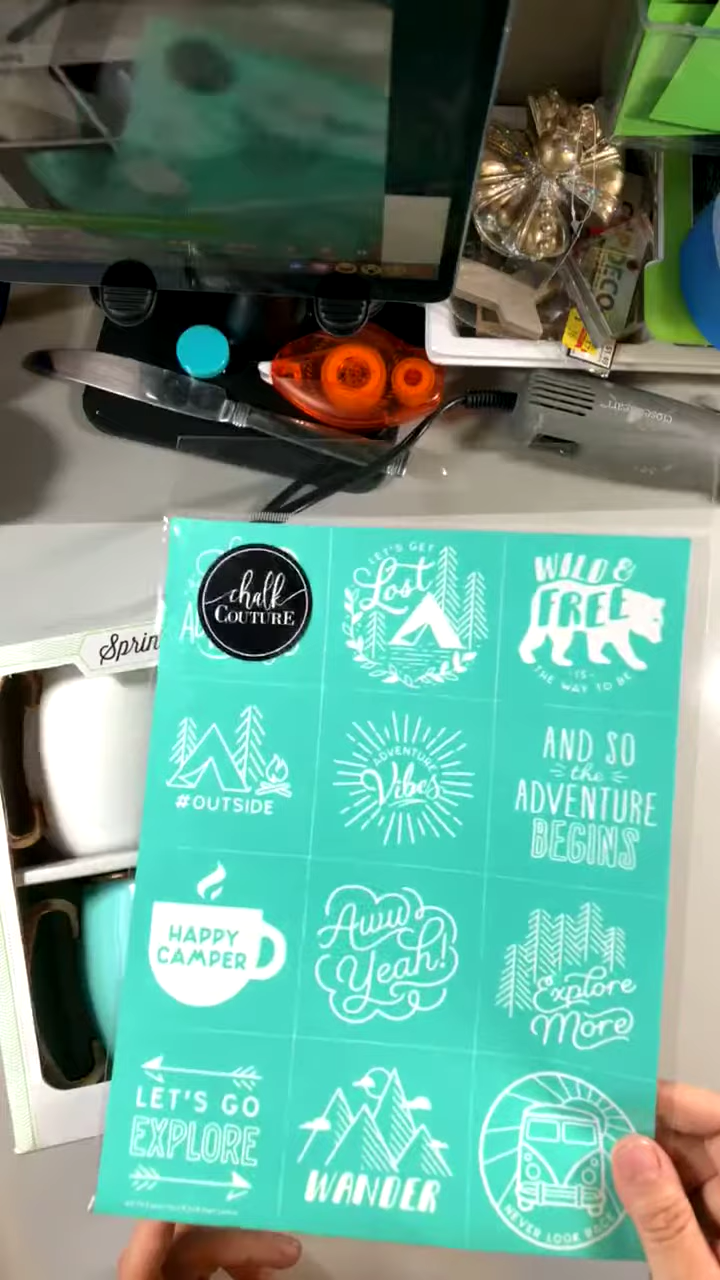 DECO
Sprin
chalk
COUTURE
LET'S GET
Lost
WILD &
FREE
-IS-
THE WAY TO BE
#OUTSIDE
ADVENTURE
Vibes
AND SO
the
ADVENTURE
BEGINS
HAPPY
CAMPER
Aww
Yeah!
Explore
More
LET'S GO
EXPLORE
WANDER
NEVER LOOK BACK